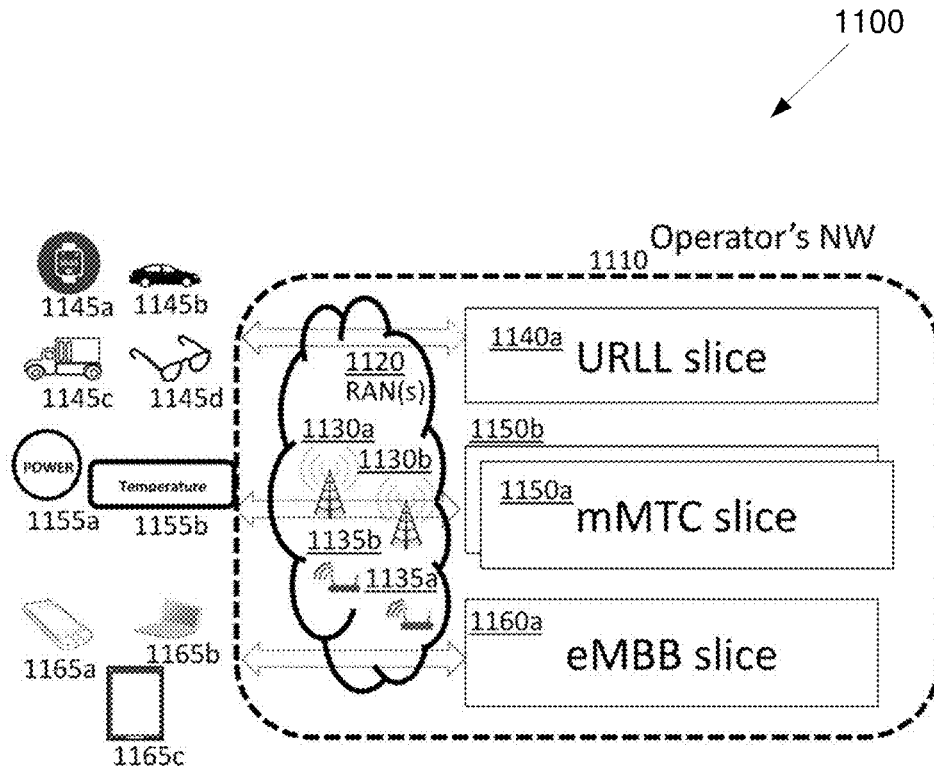 1100
Operator's NW
1110
1145a 1145b
1140a
URLL slice
1120
RAN(s)
1145c 1145d
1130a
1130b
1150b
POWER
Temperature
1150a
mMTC slice
1155a 1155b
1135b
1135a
1160a
eMBB slice
1165a 1165b
1165c